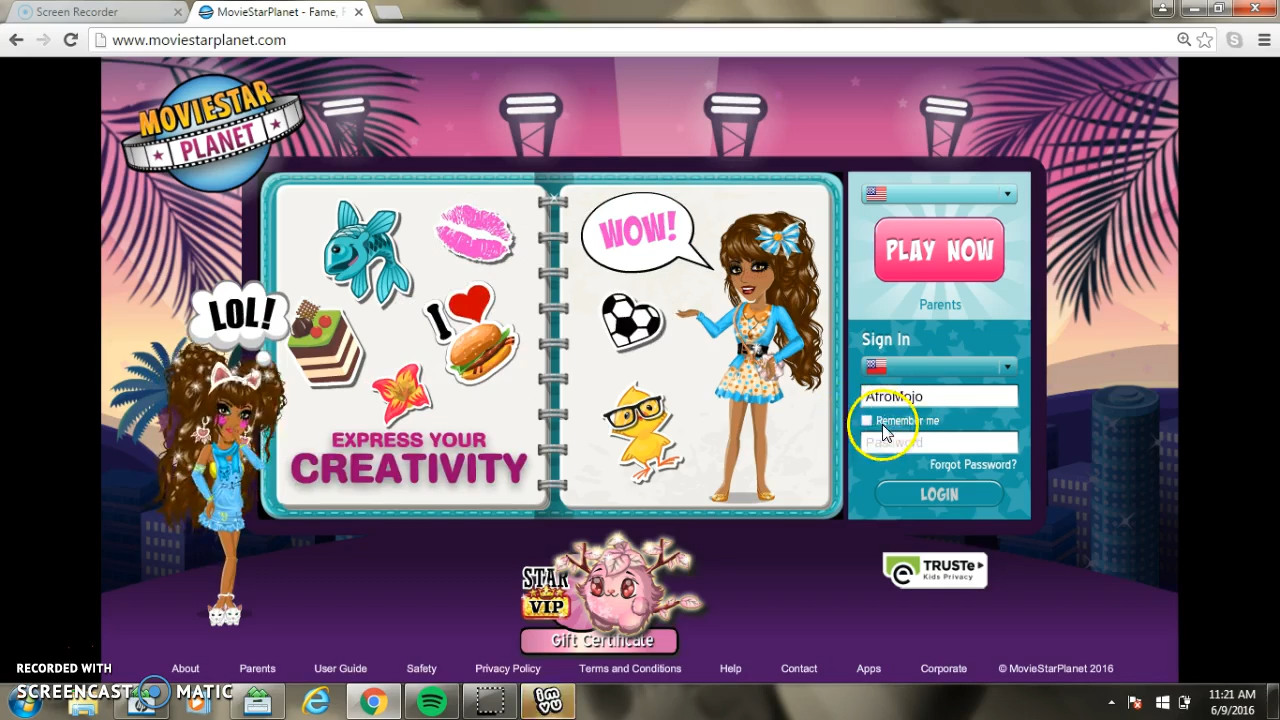 Screen Recorder
MovieStarPlanet - Fame, F
www.moviestarplanet.com
MOVIESTAR
PLANET
WOW!
PLAY NOW
Parents
LOL!
I
Sign In
AfroMojo
Remember me
Password
EXPRESS YOUR
CREATIVITY
Forgot Password?
LOGIN
STAR
VIP
TRUSTe
Kids Privacy
Gift Certificate
About
Parents
User Guide
Safety
Privacy Policy
Terms and Conditions
Help
Contact
Apps
Corporate
© MovieStarPlanet 2016
RECORDED WITH
SCREENCAST MATIC
imvu
11:21 AM
6/9/2016